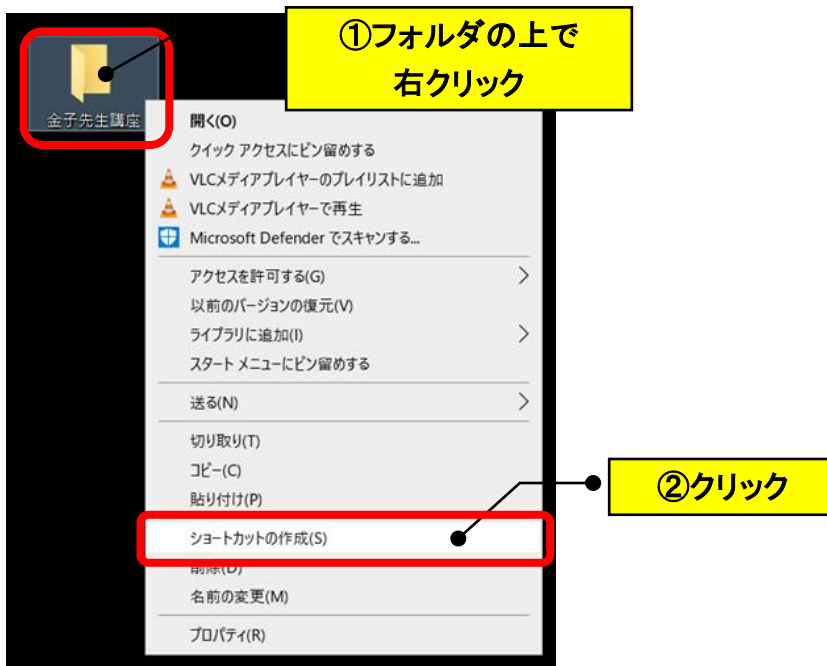 ①フォルダの上で
右クリック
金子先生講座
開く(O)
クイック アクセスにピン留めする
VLCメディアプレイヤーのプレイリストに追加
VLCメディアプレイヤーで再生
Microsoft Defender でスキャンする...
アクセスを許可する(G)
以前のバージョンの復元(V)
ライブラリに追加(I)
スタート メニューにピン留めする
送る(N)
切り取り(T)
コピー(C)
貼り付け(P)
②クリック
ショートカットの作成(S)
削除(D)
名前の変更(M)
プロパティ(R)